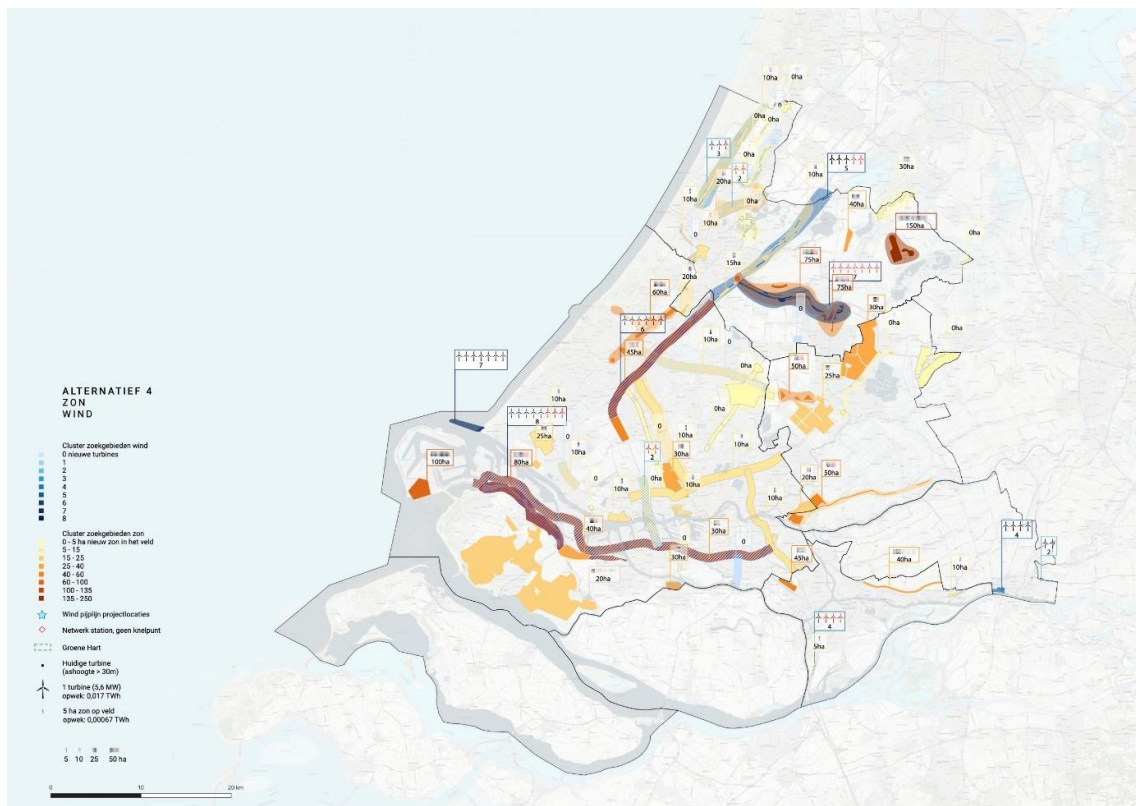 10ha
0ha
0
0ha
0ha
3
0ha
2
20ha
10ha
5
30ha
10ha
0ha
40ha
10ha
0
150ha
0ha
15ha
75ha
20ha
7
75ha
60ha
0
30ha
0ha
0ha
6
10ha
0
45ha
7
0ha
50ha
25ha
ALTERNATIEF 4
ZON
WIND
10ha
0ha
8
25ha
0
0
10ha
2
10ha
10ha
Cluster zoekgebieden wind
0 nieuwe turbines
1
2
3
4
5
6
7
8
100ha
80ha
0
0ha
30ha
20ha
50ha
10ha
10ha
10ha
40ha
30ha
0
4
2
Cluster zoekgebieden zon
0 - 5 ha nieuw zon in het veld
5 - 15
15 - 25
25 - 40
40 - 60
60 - 100
100 - 135
135 - 250
20ha
30ha
45ha
40ha
10ha
Wind pijplijn projectlocaties
Netwerk station, geen knelpunt
Groene Hart
4
5ha
Huidige turbine
(ashoogte > 30m)
1 turbine (5,6 MW)
opwek: 0,017 TWh
5 ha zon op veld
opwek: 0,00067 TWh
5 10 25 50 ha
0 10 20 km